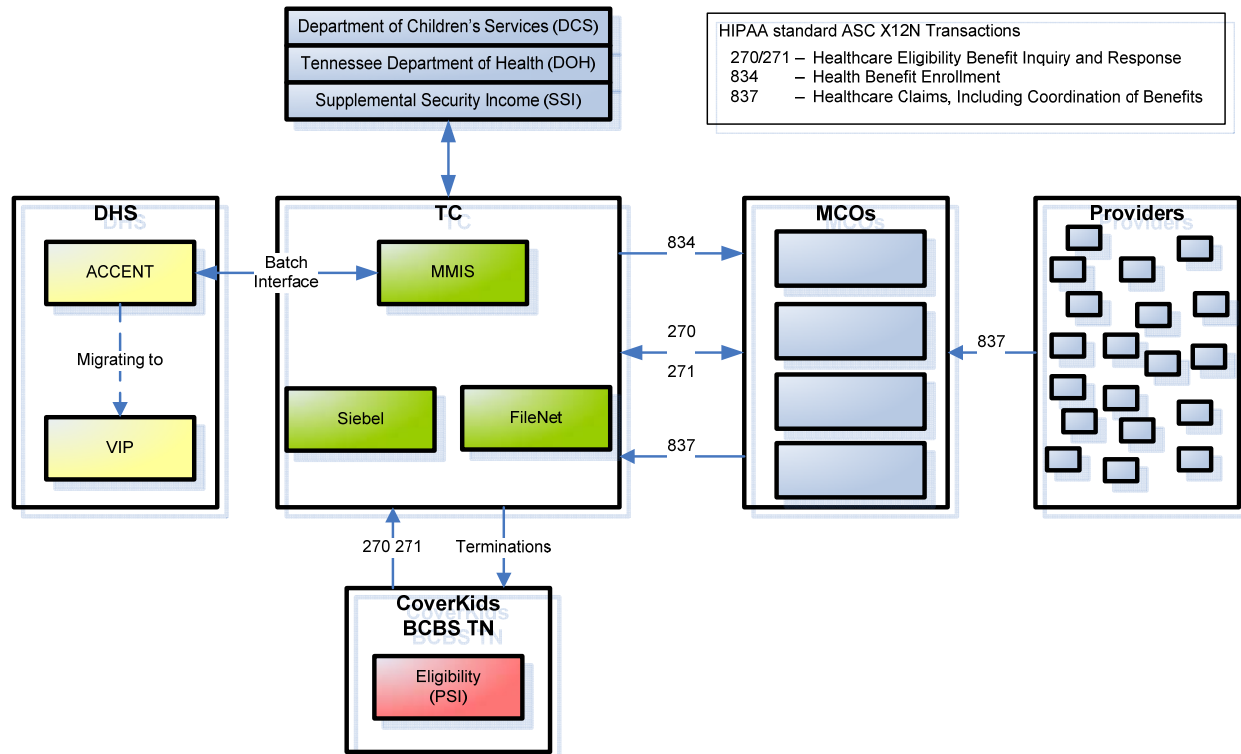 Department of Children's Services (DCS)
Tennessee Department of Health (DOH)
Supplemental Security Income (SSI)
HIPAA standard ASC X12N Transactions
270/271 – Healthcare Eligibility Benefit Inquiry and Response
834 – Health Benefit Enrollment
837 – Healthcare Claims, Including Coordination of Benefits
DHS
ACCENT
Migrating to
VIP
Batch
Interface
TC
MMIS
Siebel
FileNet
834
270
271
837
MCOs
837
Providers
270 271
Terminations
CoverKids
BCBS TN
Eligibility
(PSI)